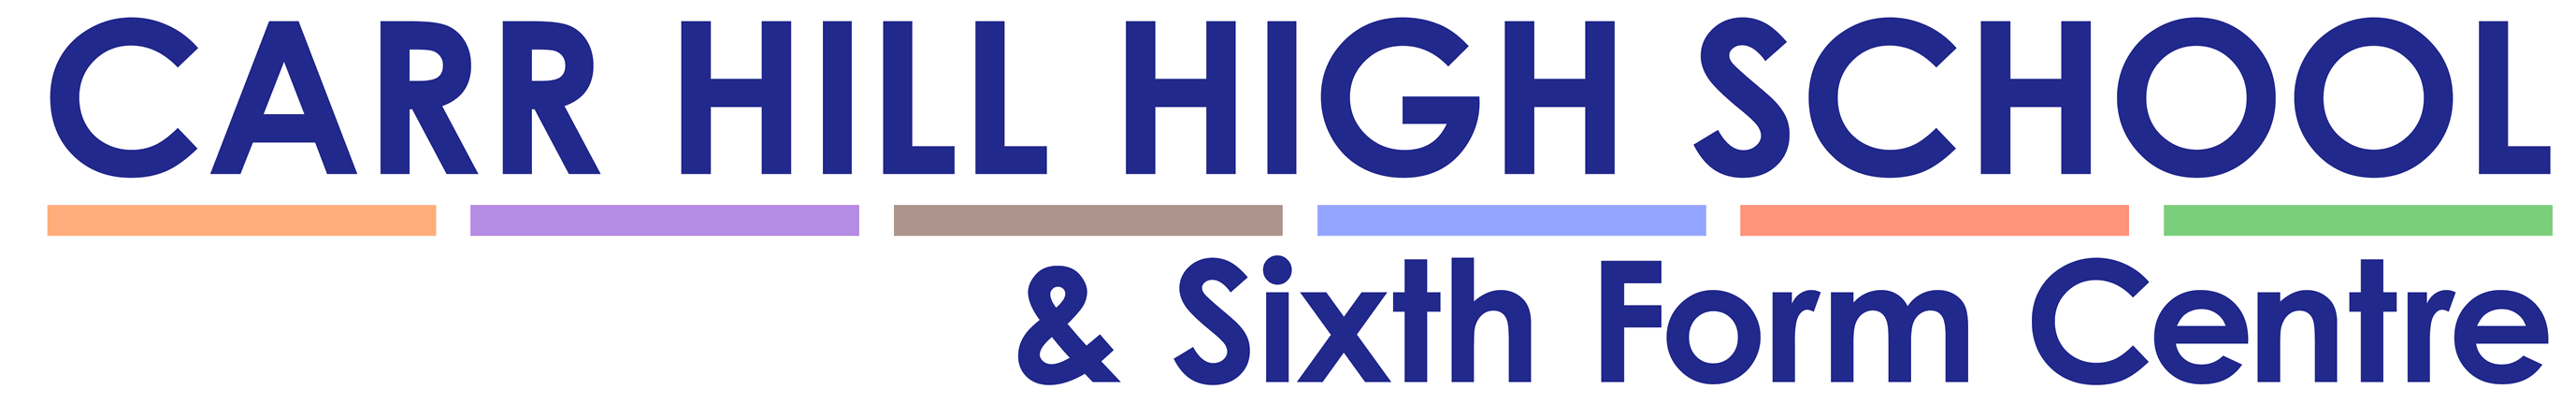 CARR HILL HIGH SCHOOL
& Sixth Form Centre